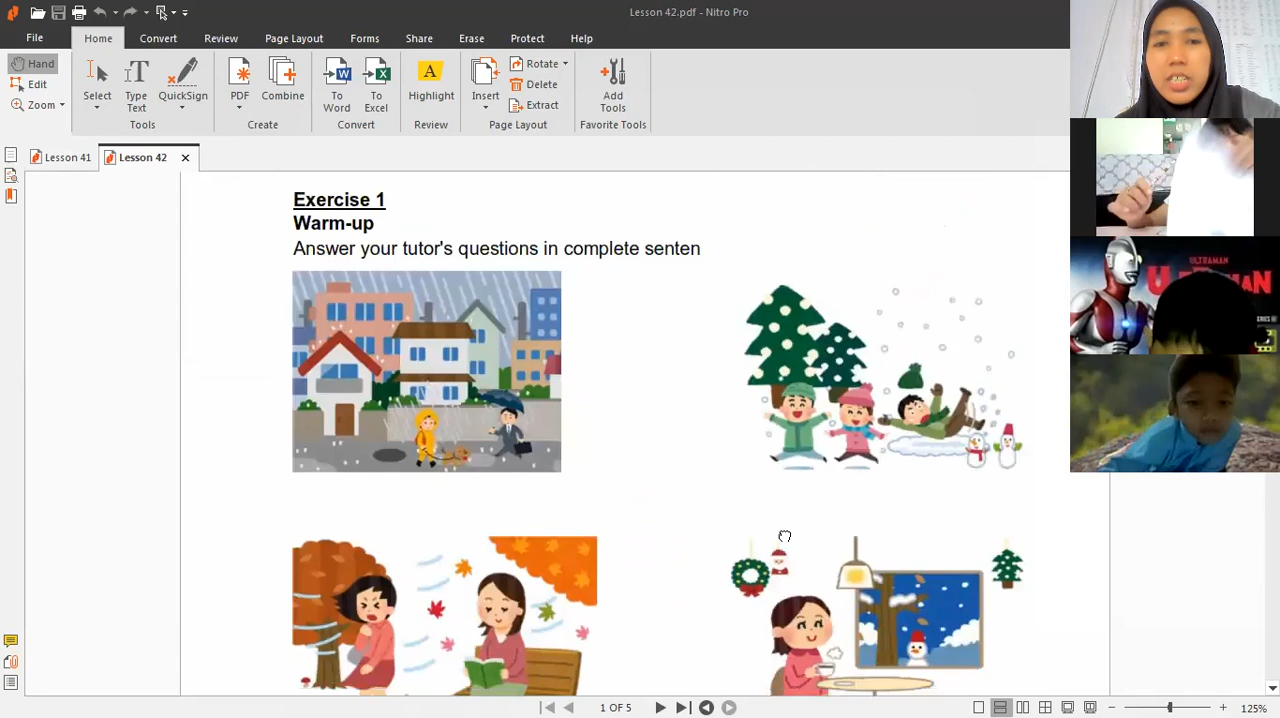 Lesson 42.pdf - Nitro Pro
File Home Convert Review Page Layout Forms Share Erase Protect Help
Hand
Edit
Zoom
Select
Type Text
QuickSign
Tools
PDF
Combine
Create
To Word
To Excel
Convert
Highlight
Review
Insert
Rotate
Delete
Extract
Page Layout
Add Tools
Favorite Tools
Lesson 41
Lesson 42
Exercise 1
Warm-up
Answer your tutor's questions in complete senten
ULTRAMAN
1 OF 5
125%